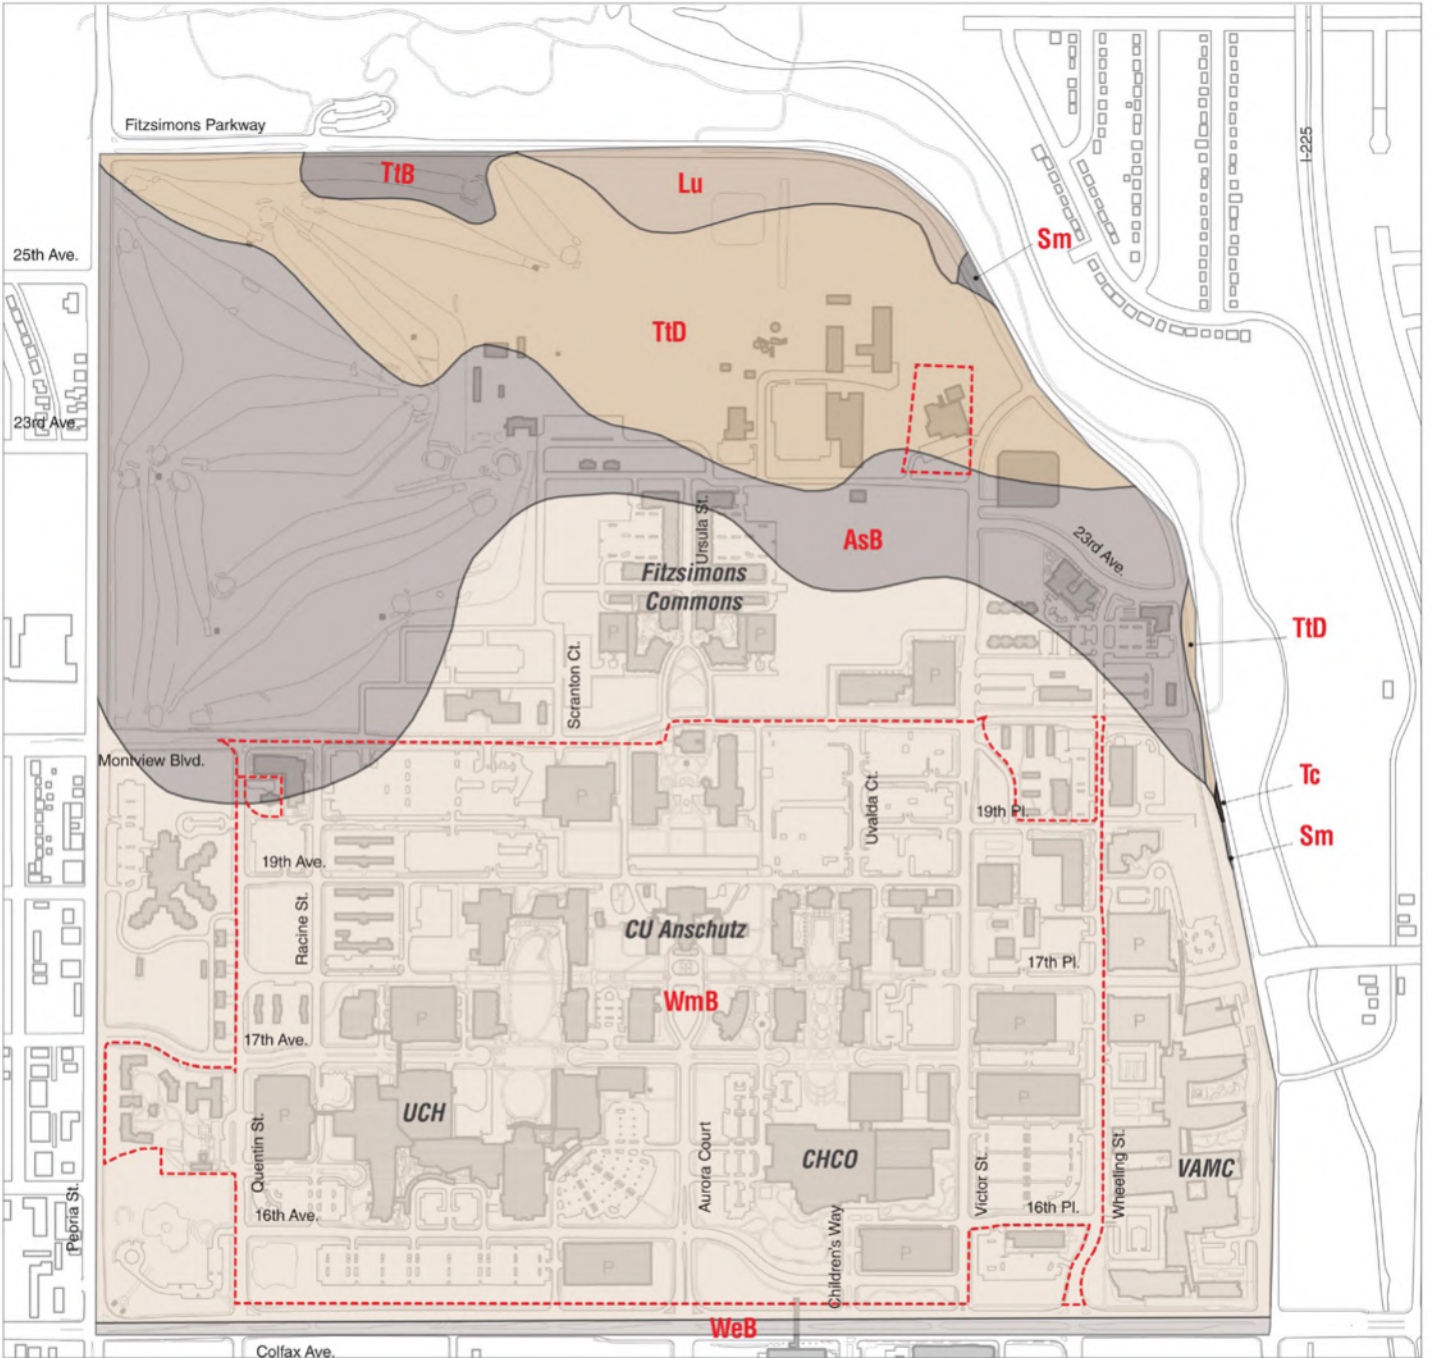 Fitzsimons Parkway
I-225
TtB
Lu
Sm
25th Ave.
TtD
23rd Ave.
Ursula St.
AsB
23rd Ave.
Fitzsimons
Commons
P
P
TtD
Scranton Ct.
P
Montview Blvd.
Tc
P
Uvalda Ct.
19th Pl.
Sm
19th Ave.
Racine St.
CU Anschutz
P
17th Pl.
WmB
P
P
P
17th Ave.
UCH
P
P
Quentin St.
Aurora Court
CHCO
Victor St.
Wheeling St.
VAMC
Peoria St.
16th Ave.
16th Pl.
Children's Way
P
P
WeB
Colfax Ave.